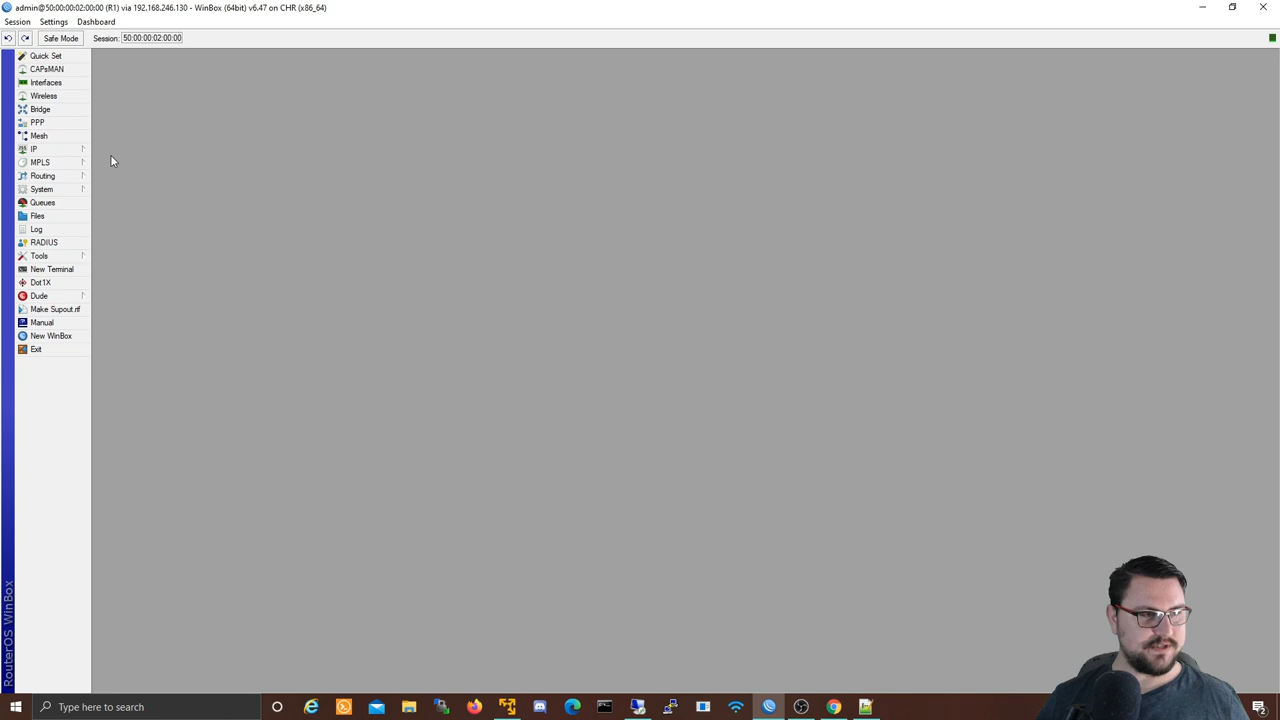 admin@50:00:00:02:00:00 (R1) via 192.168.246.130 - WinBox (64bit) v6.47 on CHR (x86_64)
Session Settings Dashboard
Safe Mode Session: 50:00:00:02:00:00
Quick Set
CAPsMAN
Interfaces
Wireless
Bridge
PPP
Mesh
IP
MPLS
Routing
System
Queues
Files
Log
RADIUS
Tools
New Terminal
Dot1X
Dude
Make Supout.rif
Manual
New WinBox
Exit
RouterOS WinBox
Type here to search
2